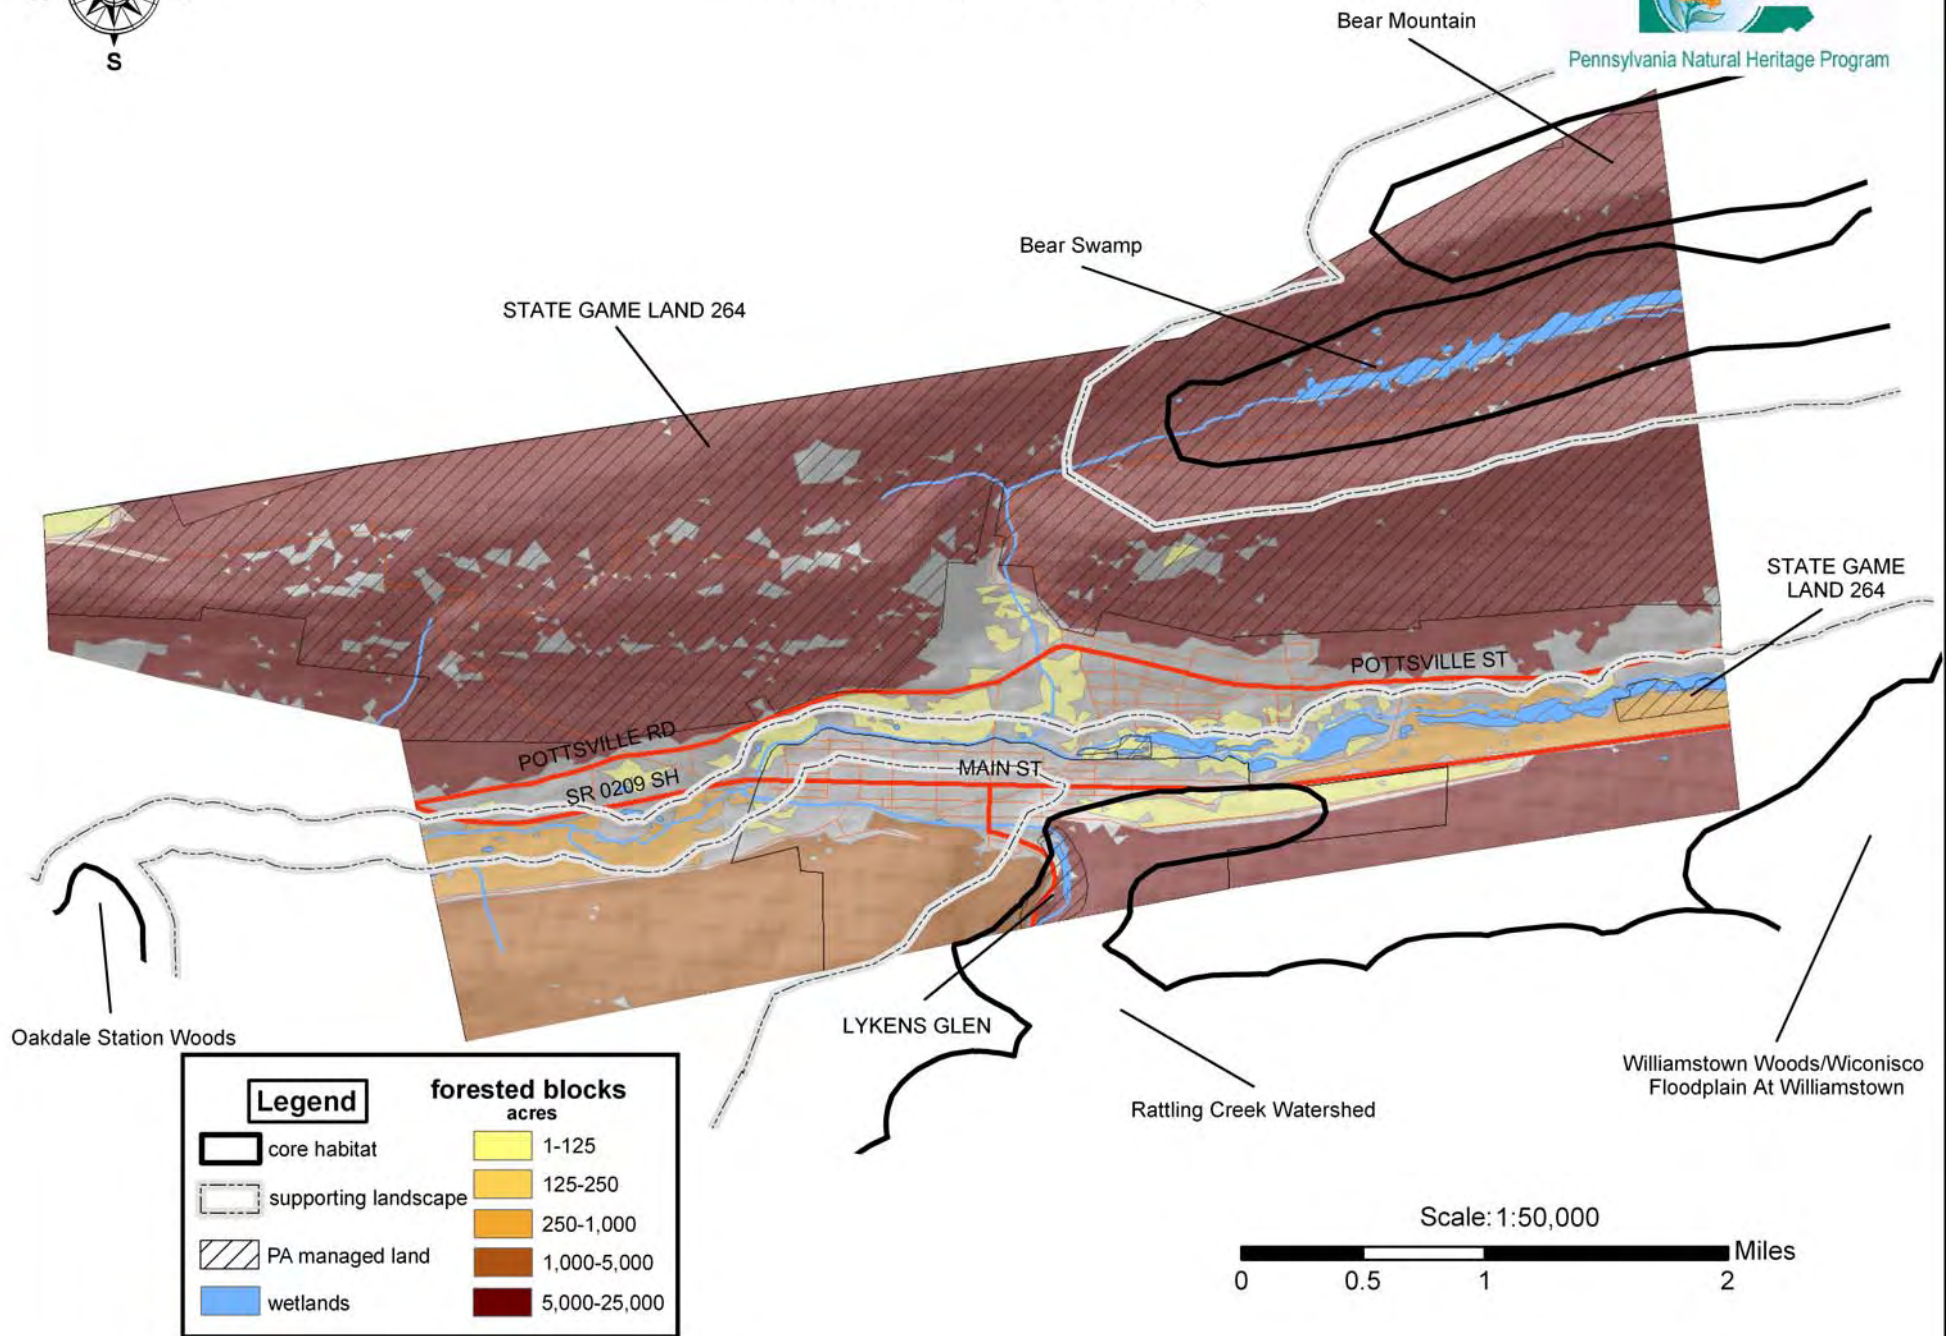 S
Bear Mountain
Pennsylvania Natural Heritage Program
Bear Swamp
STATE GAME LAND 264
STATE GAME
LAND 264
POTTSVILLE ST
POTTSVILLE RD
MAIN ST
SR 0209 SH
LYKENS GLEN
Oakdale Station Woods
Williamstown Woods/Wiconisco
Floodplain At Williamstown
Rattling Creek Watershed
Legend
core habitat
supporting landscape
PA managed land
wetlands
forested blocks
acres
1-125
125-250
250-1,000
1,000-5,000
5,000-25,000
Scale: 1:50,000
Miles
0 0.5 1 2